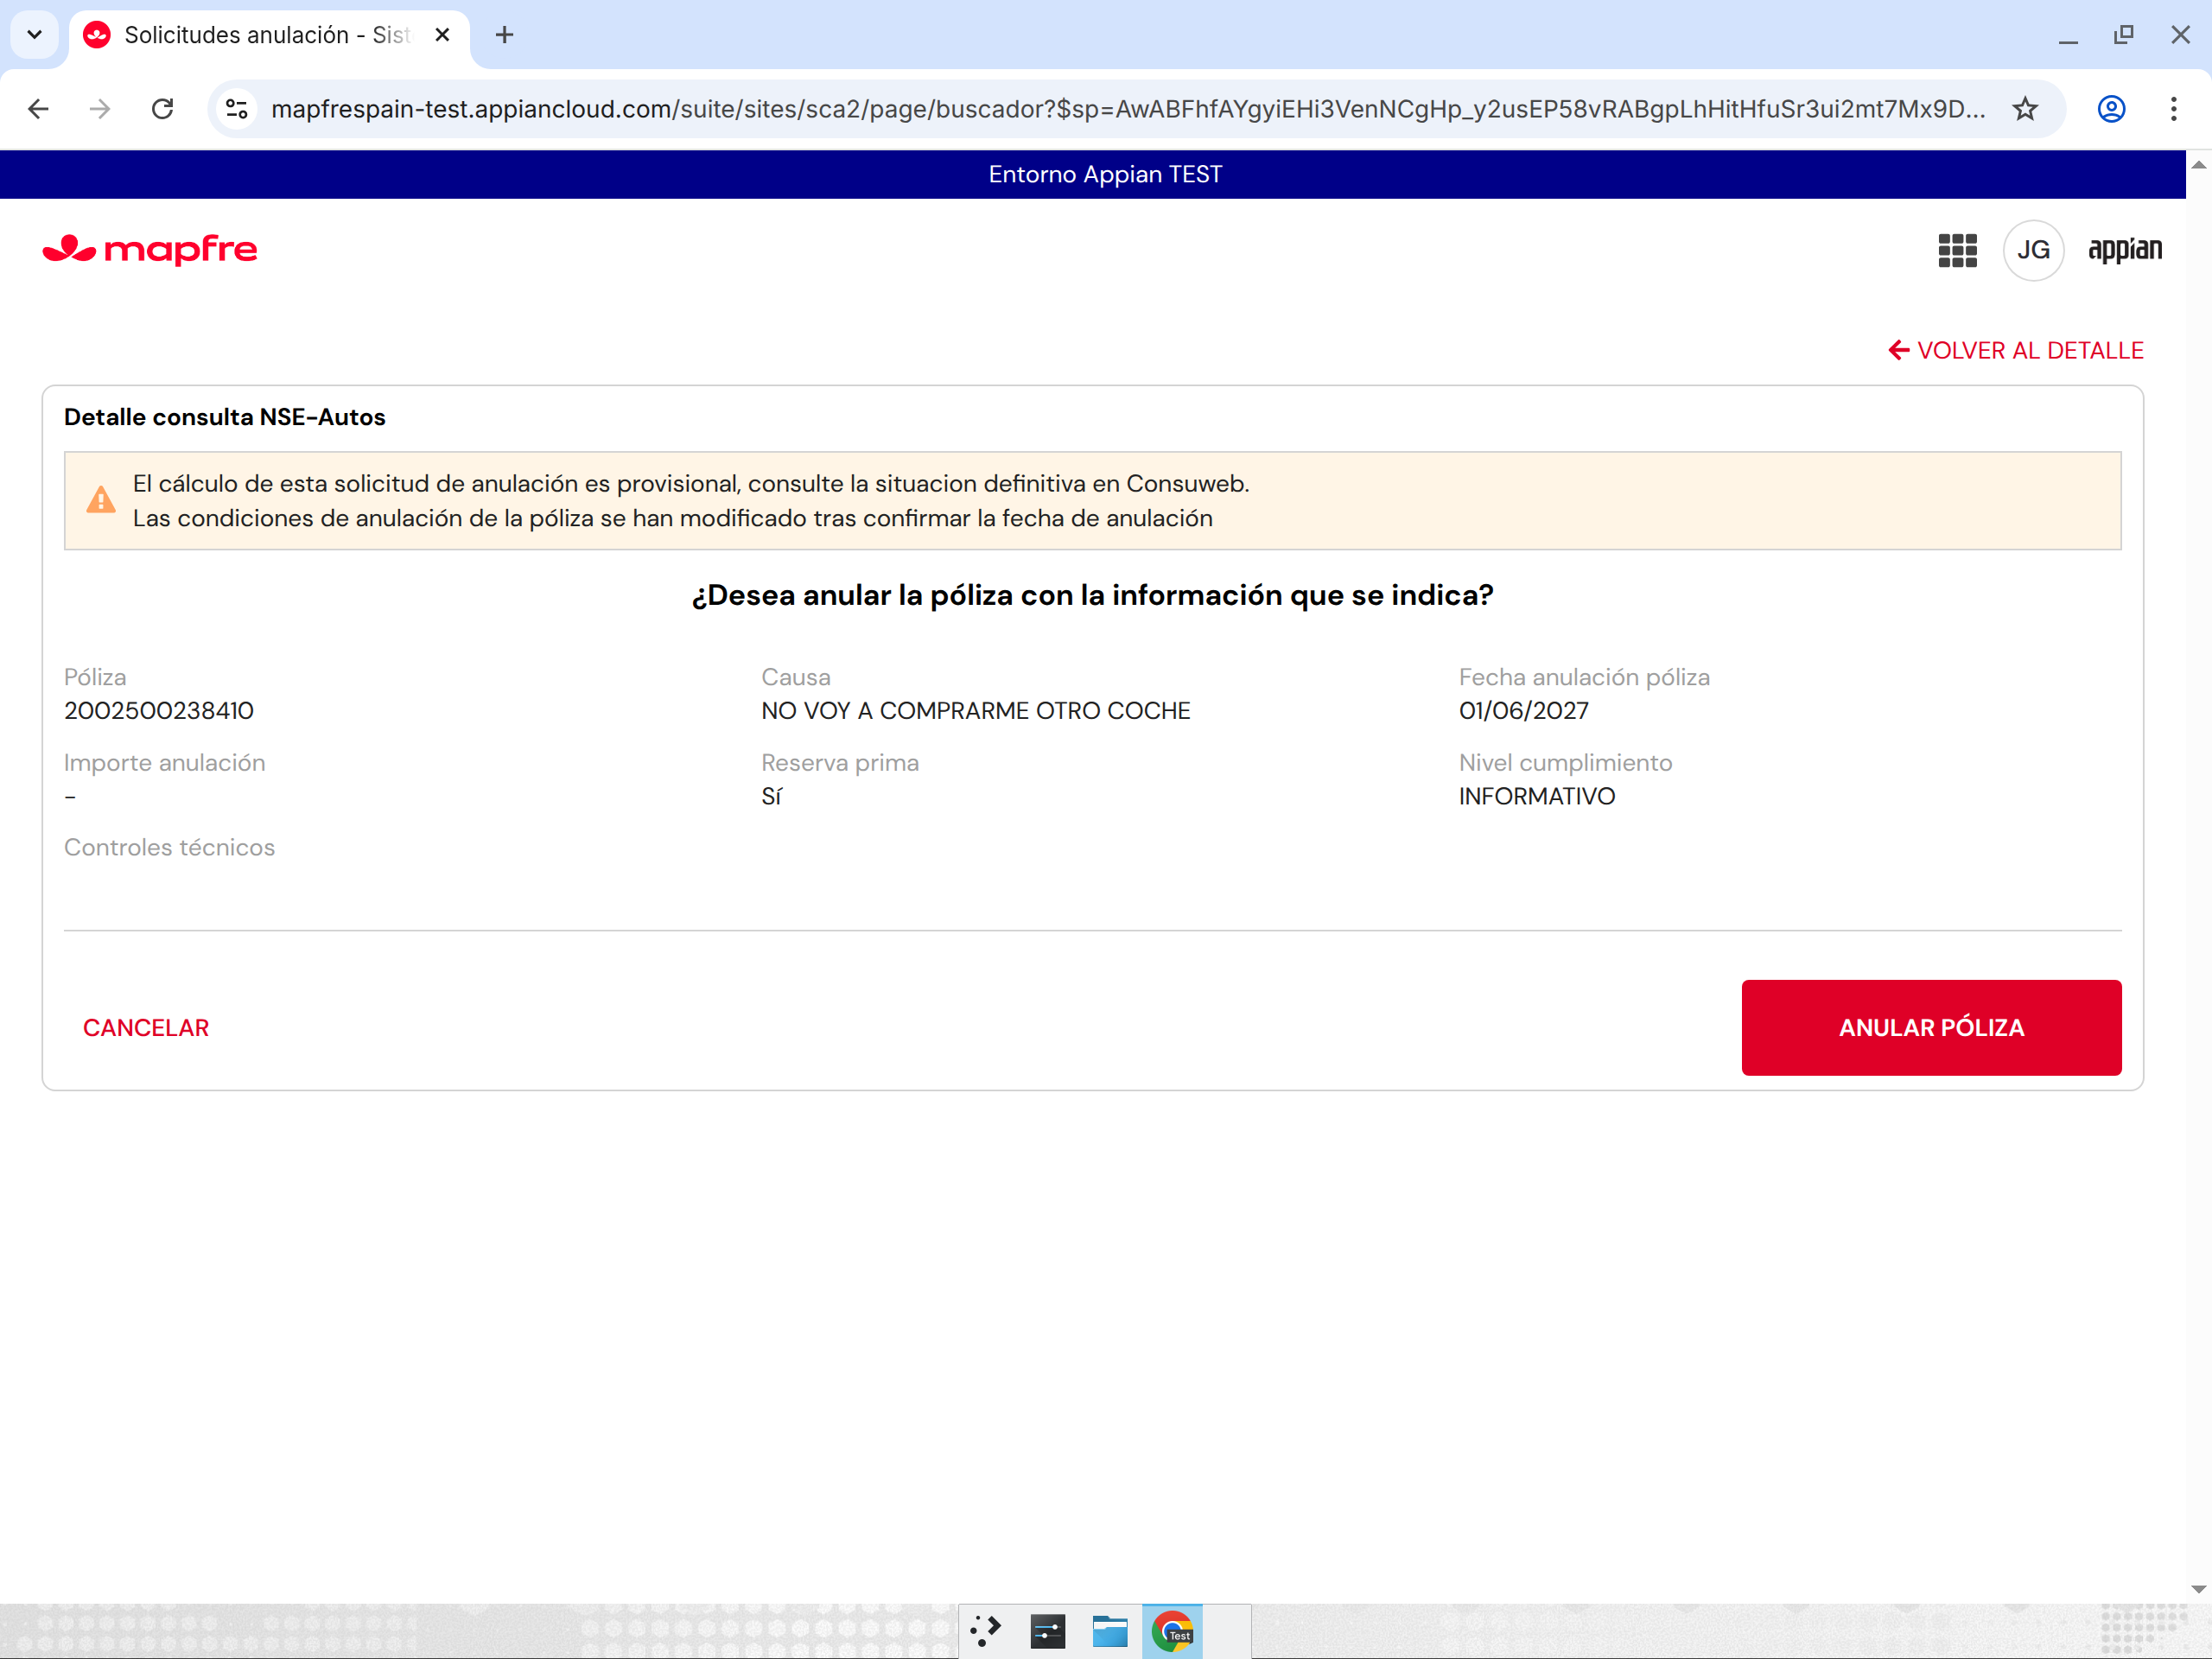 Solicitudes anulación - Sist
mapfrespain-test.appiancloud.com/suite/sites/sca2/page/buscador?$sp=AwABFhfAYgyiEHi3VenNCgHp_y2usEP58vRABgpLhHitHfuSr3ui2mt7Mx9D...
Entorno Appian TEST
mapfre
JG
appian
VOLVER AL DETALLE
Detalle consulta NSE-Autos
El cálculo de esta solicitud de anulación es provisional, consulte la situacion definitiva en Consuweb.
Las condiciones de anulación de la póliza se han modificado tras confirmar la fecha de anulación
¿Desea anular la póliza con la información que se indica?
Póliza
2002500238410
Causa
NO VOY A COMPRARME OTRO COCHE
Fecha anulación póliza
01/06/2027
Importe anulación
-
Reserva prima
Sí
Nivel cumplimiento
INFORMATIVO
Controles técnicos
CANCELAR
ANULAR PÓLIZA
Test